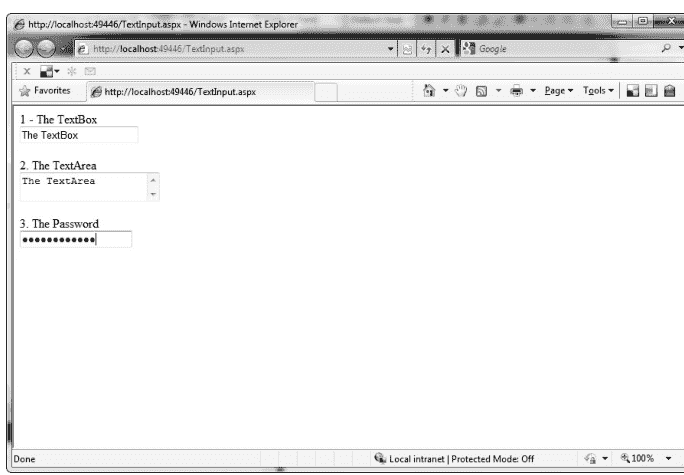 http://localhost:49446/TextInput.aspx - Windows Internet Explorer
http://localhost:49446/TextInput.aspx
Google
Favorites
http://localhost:49446/TextInput.aspx
Page
Tools
1 - The TextBox
The TextBox
2. The TextArea
The TextArea
3. The Password
●●●●●●●●●●●●
Done
Local intranet | Protected Mode: Off
100%